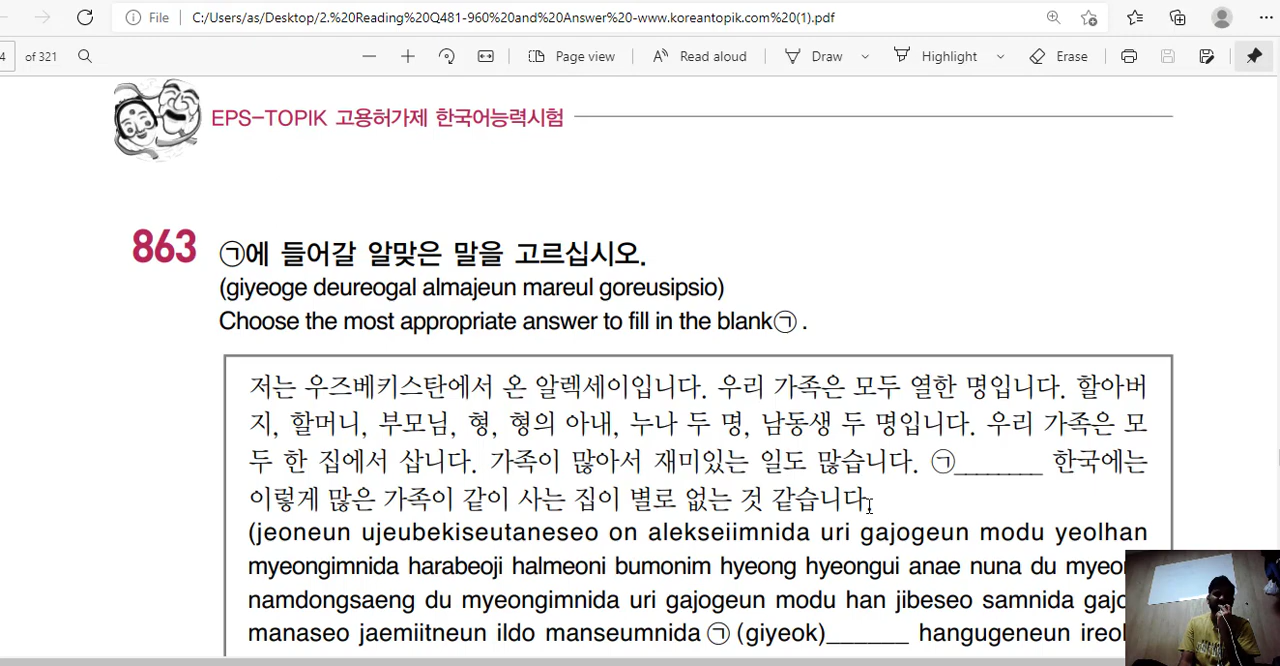 File C:/Users/as/Desktop/2.%20Reading%20Q481-960%20and%20Answer%20-www.koreantopik.com%20(1).pdf
4 of 321 Page view Read aloud Draw Highlight Erase
EPS-TOPIK 고용허가제 한국어능력시험
863 ㉠에 들어갈 알맞은 말을 고르십시오.
(giyeoge deureogal almajeun mareul goreusipsio)
Choose the most appropriate answer to fill in the blank㉠ .
저는 우즈베키스탄에서 온 알렉세이입니다. 우리 가족은 모두 열한 명입니다. 할아버
지, 할머니, 부모님, 형, 형의 아내, 누나 두 명, 남동생 두 명입니다. 우리 가족은 모
두 한 집에서 삽니다. 가족이 많아서 재미있는 일도 많습니다. ㉠________ 한국에는
이렇게 많은 가족이 같이 사는 집이 별로 없는 것 같습니다.
(jeoneun ujeubekiseutaneseo on alekseiimnida uri gajogeun modu yeolhan
myeongimnida harabeoji halmeoni bumonim hyeong hyeongui anae nuna du
namdongsaeng du myeongimnida uri gajogeun modu han jibeseo samnida
manaseo jaemiitneun ildo manseumnida ㉠ (giyeok)______ hangugeneun